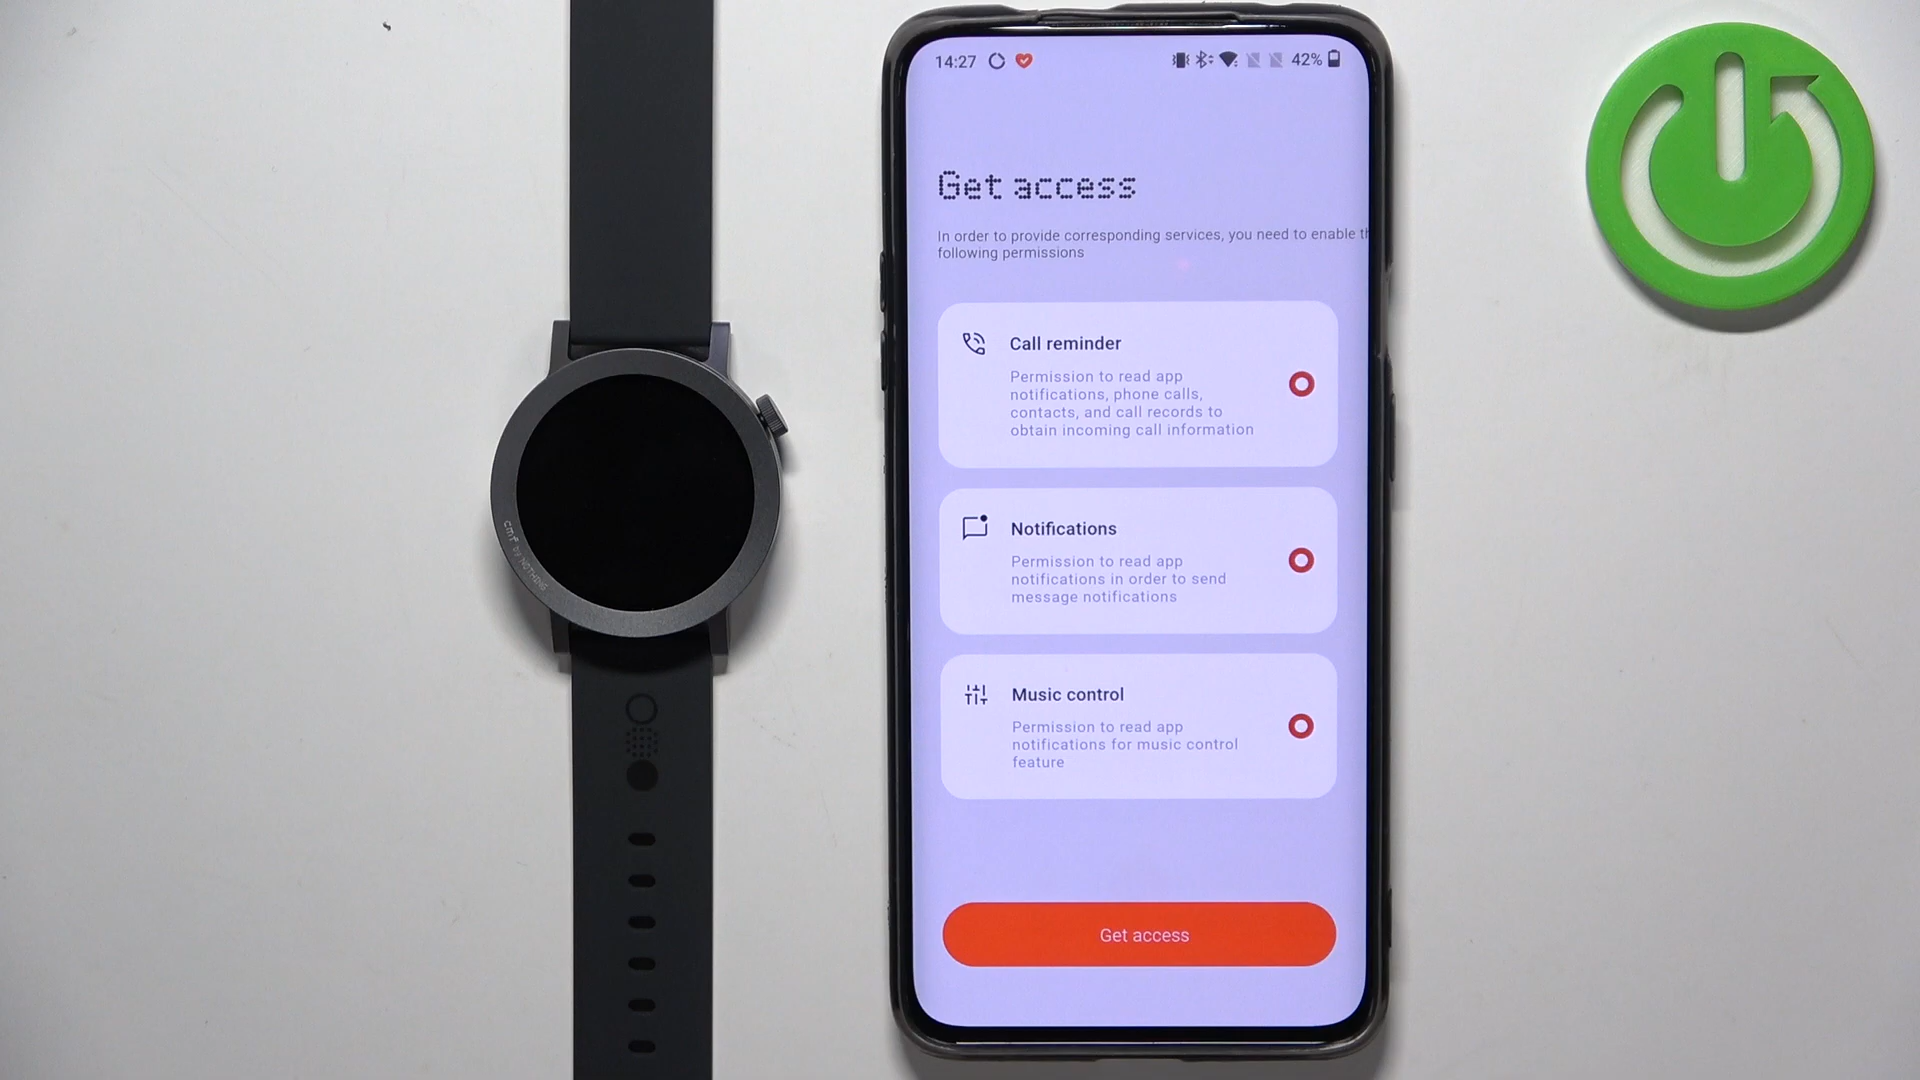 14:27
42%
Get access
In order to provide corresponding services, you need to enable
following permissions
Call reminder
Permission to read app
notifications, phone calls,
contacts, and call records to
obtain incoming call information
Notifications
Permission to read app
notifications in order to send
message notifications
Music control
Permission to read app
notifications for music control
feature
Get access
cmf by NOTHING